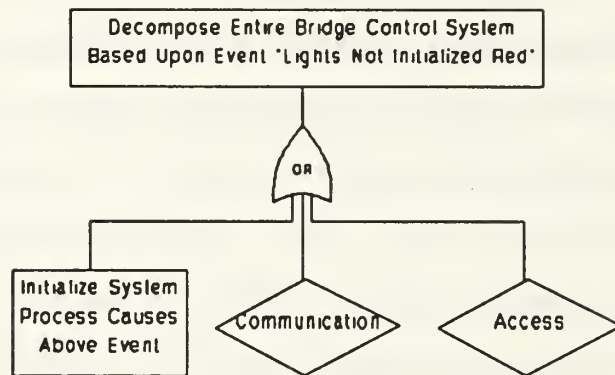 Decompose Entire Bridge Control System
Based Upon Event "Lights Not Initialized Red"
OR
Initialize System
Process Causes
Above Event
Communication
Access